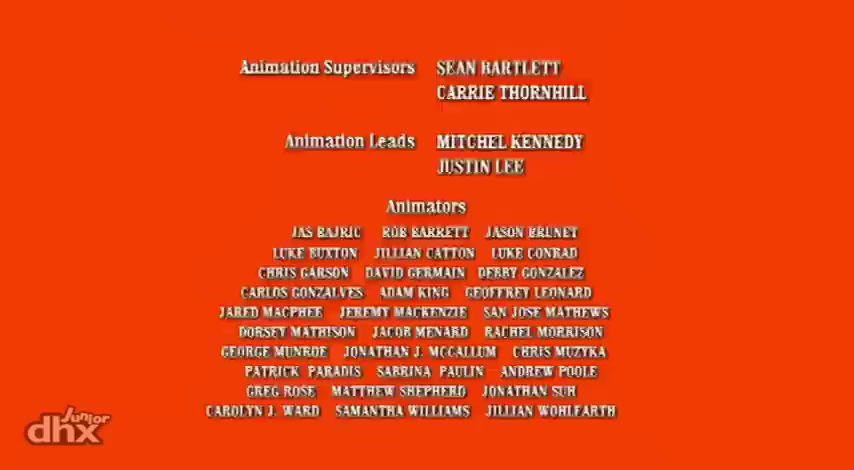 Animation Supervisors SEAN BARTLETT
CARRIE THORNHILL
Animation Leads MITCHEL KENNEDY
JUSTIN LEE
Animators
JAS BAJRIC ROB BARRETT JASON BRUNET
LUKE BUXTON JILLIAN CATTON LUKE CONRAD
CHRIS GARSON DAVID GERMAIN DEBBY GONZALEZ
CARLOS GONZALVES ADAM KING GEOFFREY LEONARD
JARED MACPHEE JEREMY MACKENZIE SAN JOSE MATHEWS
DORSEY MATHISON JACOB MENARD RACHEL MORRISON
GEORGE MUNROE JONATHAN J. MCCALLUM CHRIS MUZYKA
PATRICK PARADIS SABRINA PAULIN ANDREW POOLE
GREG ROSE MATTHEW SHEPHERD JONATHAN SUH
CAROLYN J. WARD SAMANTHA WILLIAMS JILLIAN WOHLFARTH
Junior
dhx